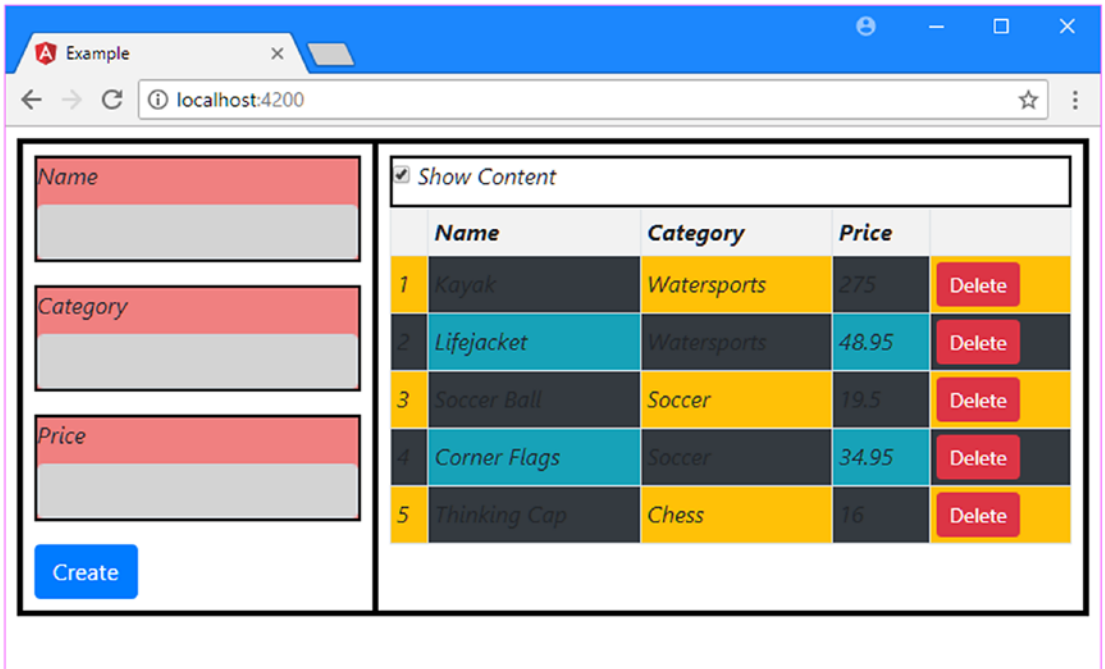 Example
localhost:4200
Name
Category
Price
Create
Show Content
Name Category Price
1 Kayak Watersports 275 Delete
2 Lifejacket Watersports 48.95 Delete
3 Soccer Ball Soccer 19.5 Delete
4 Corner Flags Soccer 34.95 Delete
5 Thinking Cap Chess 16 Delete